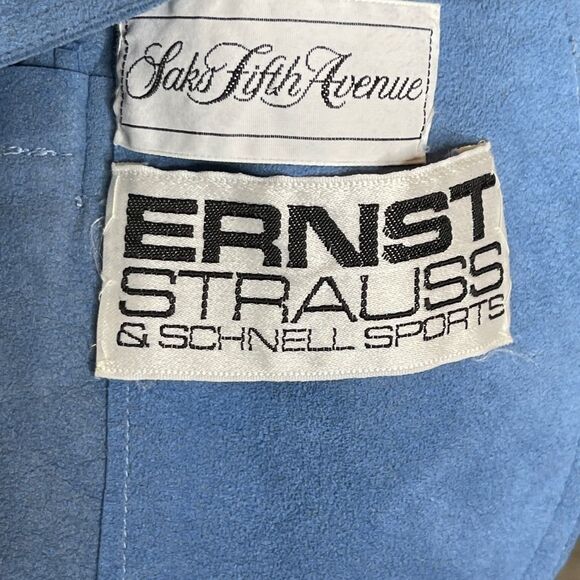 Saks Fifth Avenue
ERNST
STRAUSS
& SCHNELL SPORTS